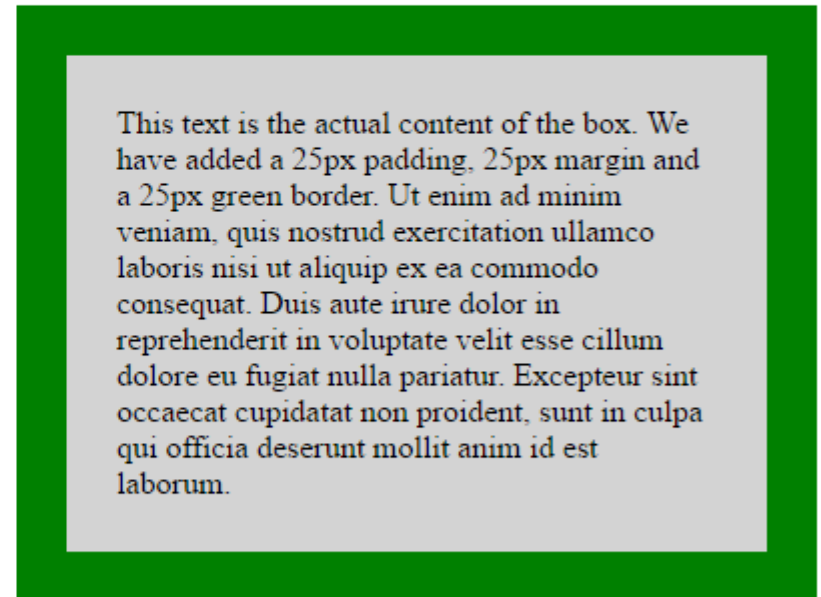 This text is the actual content of the box. We
have added a 25px padding, 25px margin and
a 25px green border. Ut enim ad minim
veniam, quis nostrud exercitation ullamco
laboris nisi ut aliquip ex ea commodo
consequat. Duis aute irure dolor in
reprehenderit in voluptate velit esse cillum
dolore eu fugiat nulla pariatur. Excepteur sint
occaecat cupidatat non proident, sunt in culpa
qui officia deserunt mollit anim id est
laborum.